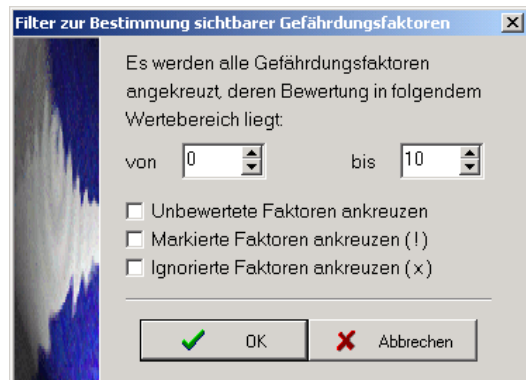 Filter zur Bestimmung sichtbarer Gefährdungsfaktoren
Es werden alle Gefährdungsfaktoren
angekreuzt, deren Bewertung in folgendem
Wertebereich liegt:
von 0 bis 10
Unbewertete Faktoren ankreuzen
Markierte Faktoren ankreuzen (!)
Ignorierte Faktoren ankreuzen (x)
OK Abbrechen